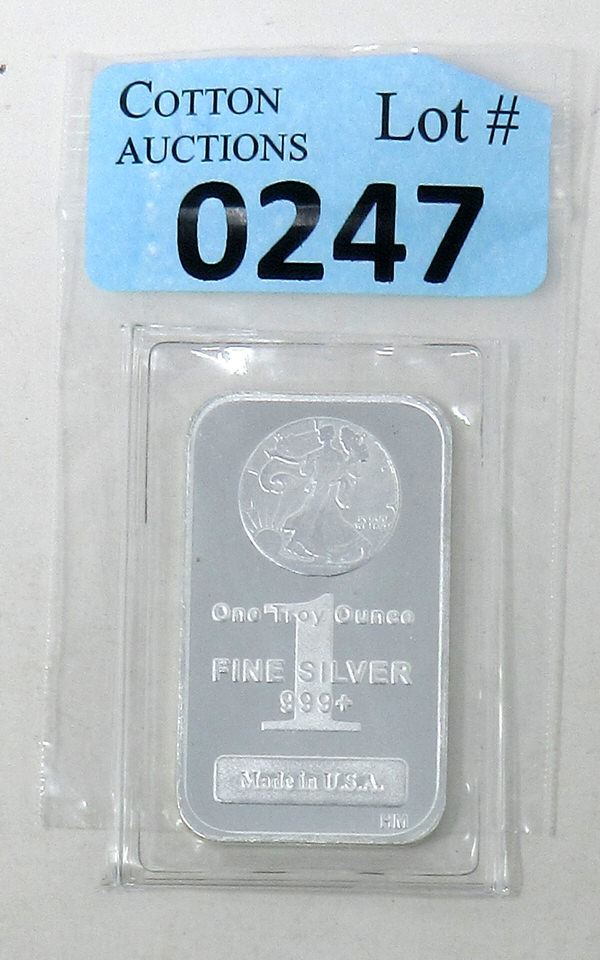 COTTON
AUCTIONS
Lot #
0247
One Troy Ounce
1
FINE SILVER
999+
Made in U.S.A.
HM